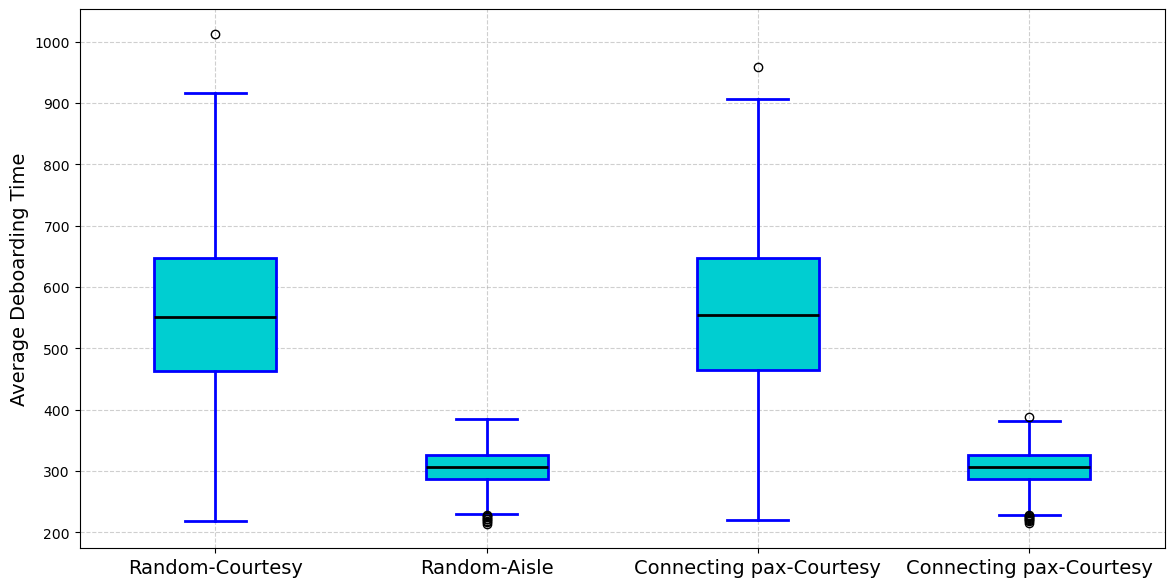 Average Deboarding Time
1000
900
800
700
600
500
400
300
200
Random-Courtesy
Random-Aisle
Connecting pax-Courtesy
Connecting pax-Courtesy